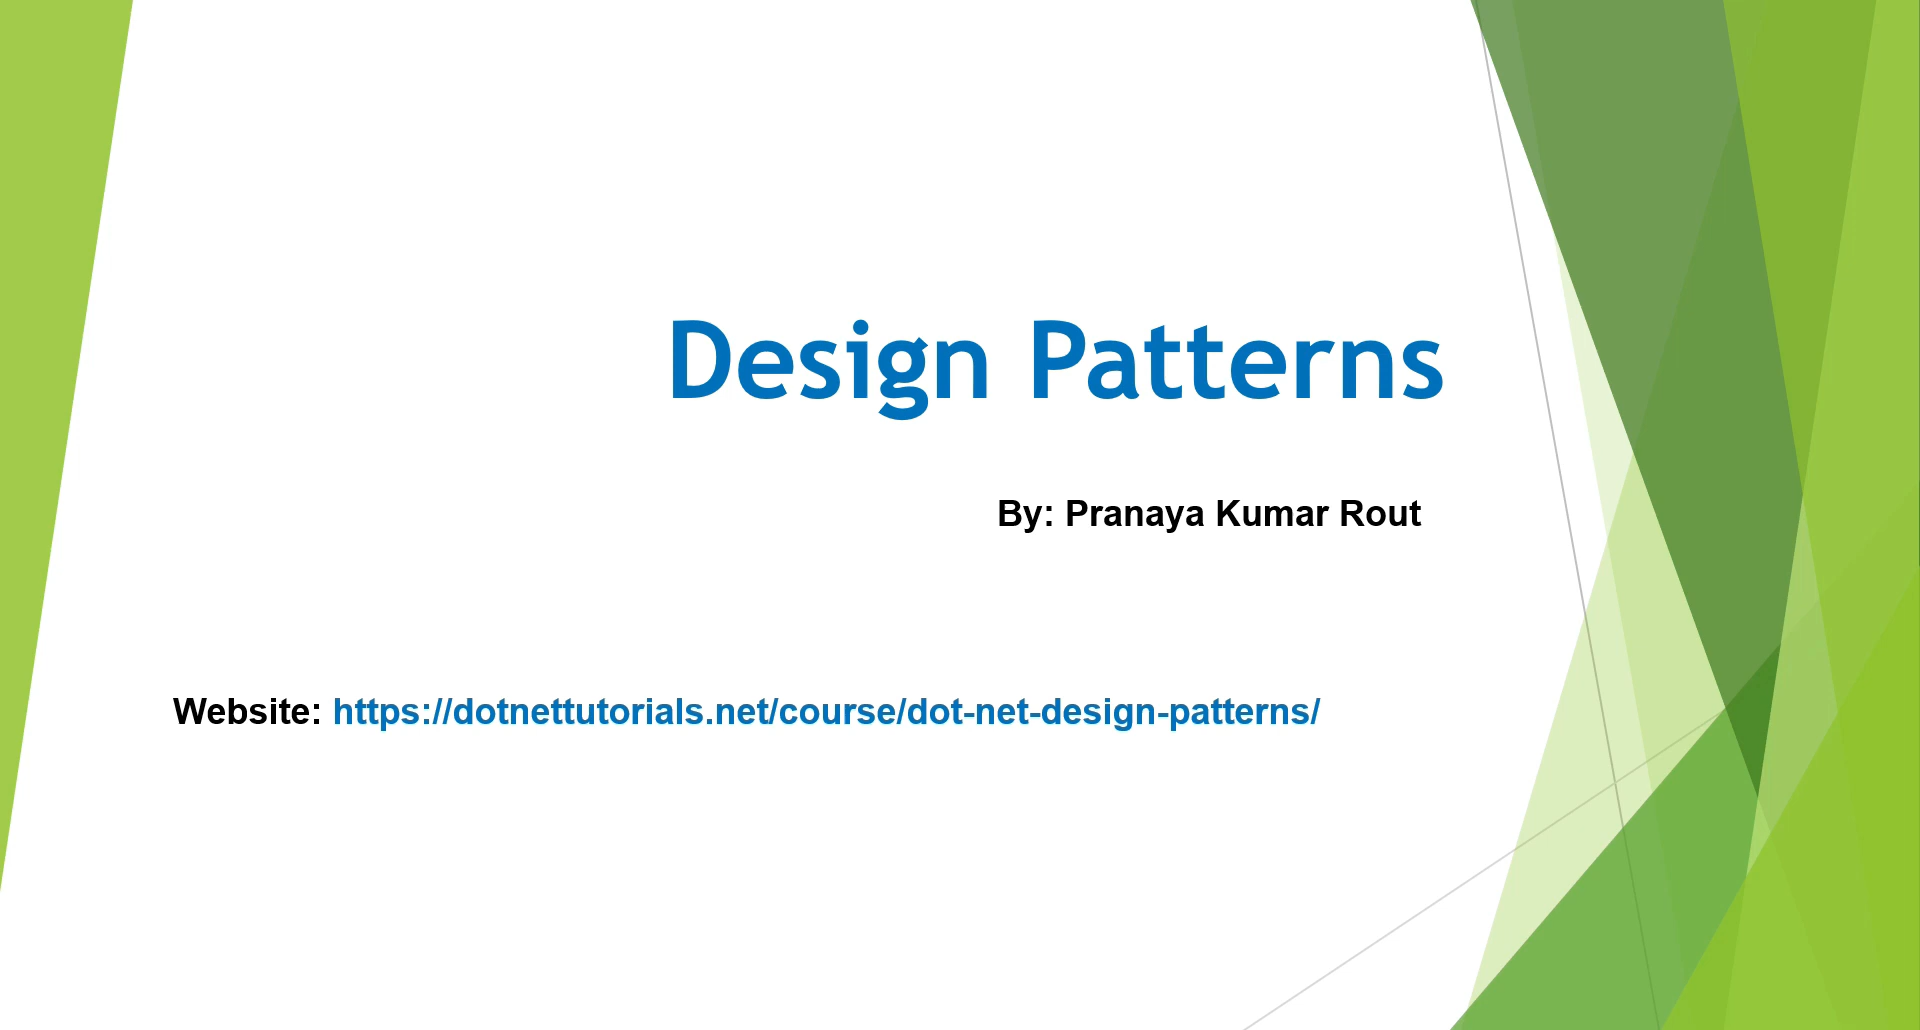 Design Patterns
By: Pranaya Kumar Rout
Website: https://dotnettutorials.net/course/dot-net-design-patterns/